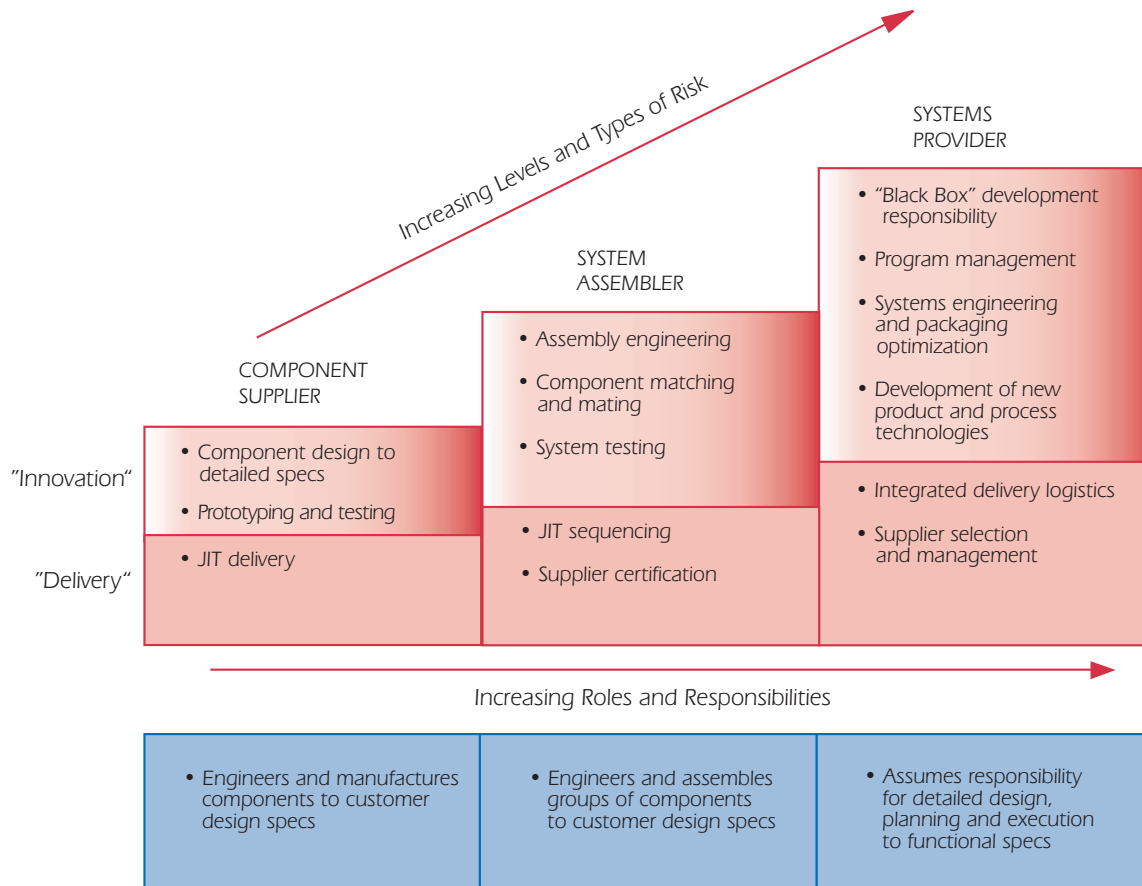 Increasing Levels and Types of Risk
SYSTEMS
PROVIDER
• “Black Box” development
responsibility
• Program management
• Systems engineering
and packaging
optimization
• Development of new
product and process
technologies
SYSTEM
ASSEMBLER
• Assembly engineering
• Component matching
and mating
• System testing
COMPONENT
SUPPLIER
• Component design to
detailed specs
• Prototyping and testing
”Innovation“
”Delivery“
• JIT delivery
• JIT sequencing
• Supplier certification
• Integrated delivery logistics
• Supplier selection
and management
Increasing Roles and Responsibilities
• Engineers and manufactures
components to customer
design specs
• Engineers and assembles
groups of components
to customer design specs
• Assumes responsibility
for detailed design,
planning and execution
to functional specs